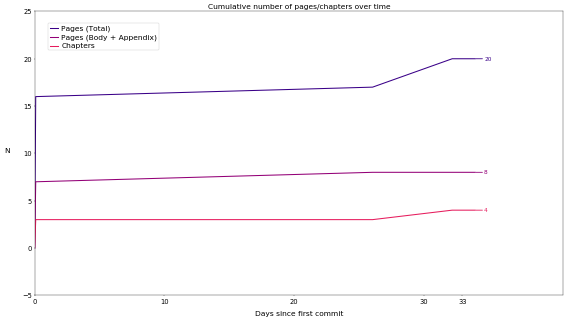 Cumulative number of pages/chapters over time
25
Pages (Total)
Pages (Body + Appendix)
Chapters
20
20
15
N
10
8
5
4
0
−5
0
10
20
30
33
Days since first commit